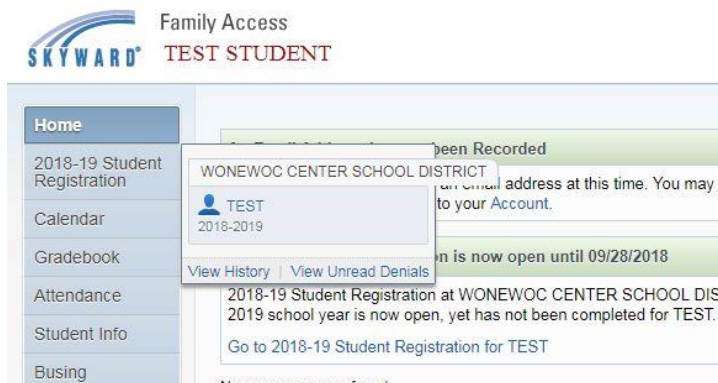 Family Access
SKYWARD®
TEST STUDENT
Home
been Recorded
2018-19 Student
Registration
WONEWOC CENTER SCHOOL DISTRICT
email address at this time. You may
TEST
to your Account.
2018-2019
Calendar
Gradebook
n is now open until 09/28/2018
View History | View Unread Denials
Attendance
2018-19 Student Registration at WONEWOC CENTER SCHOOL DIS
2019 school year is now open, yet has not been completed for TEST.
Student Info
Go to 2018-19 Student Registration for TEST
Busing